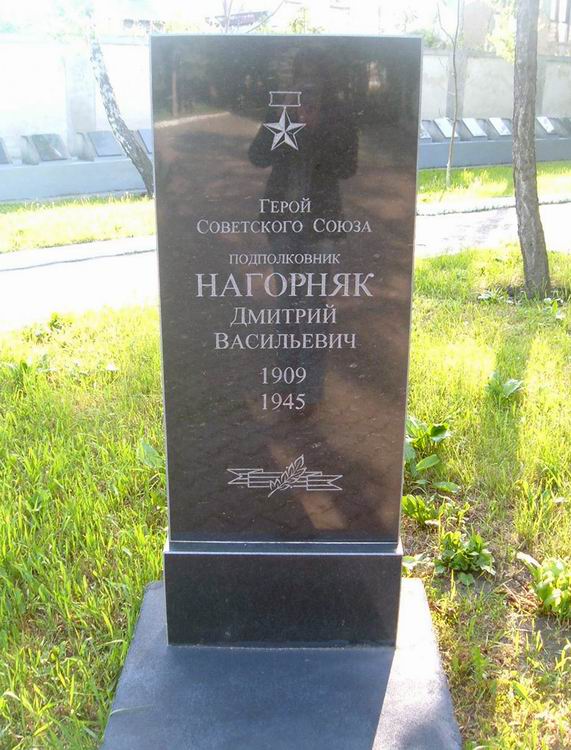 Герой
Советского Союза
подполковник
НАГОРНЯК
Дмитрий
Васильевич
1909
1945